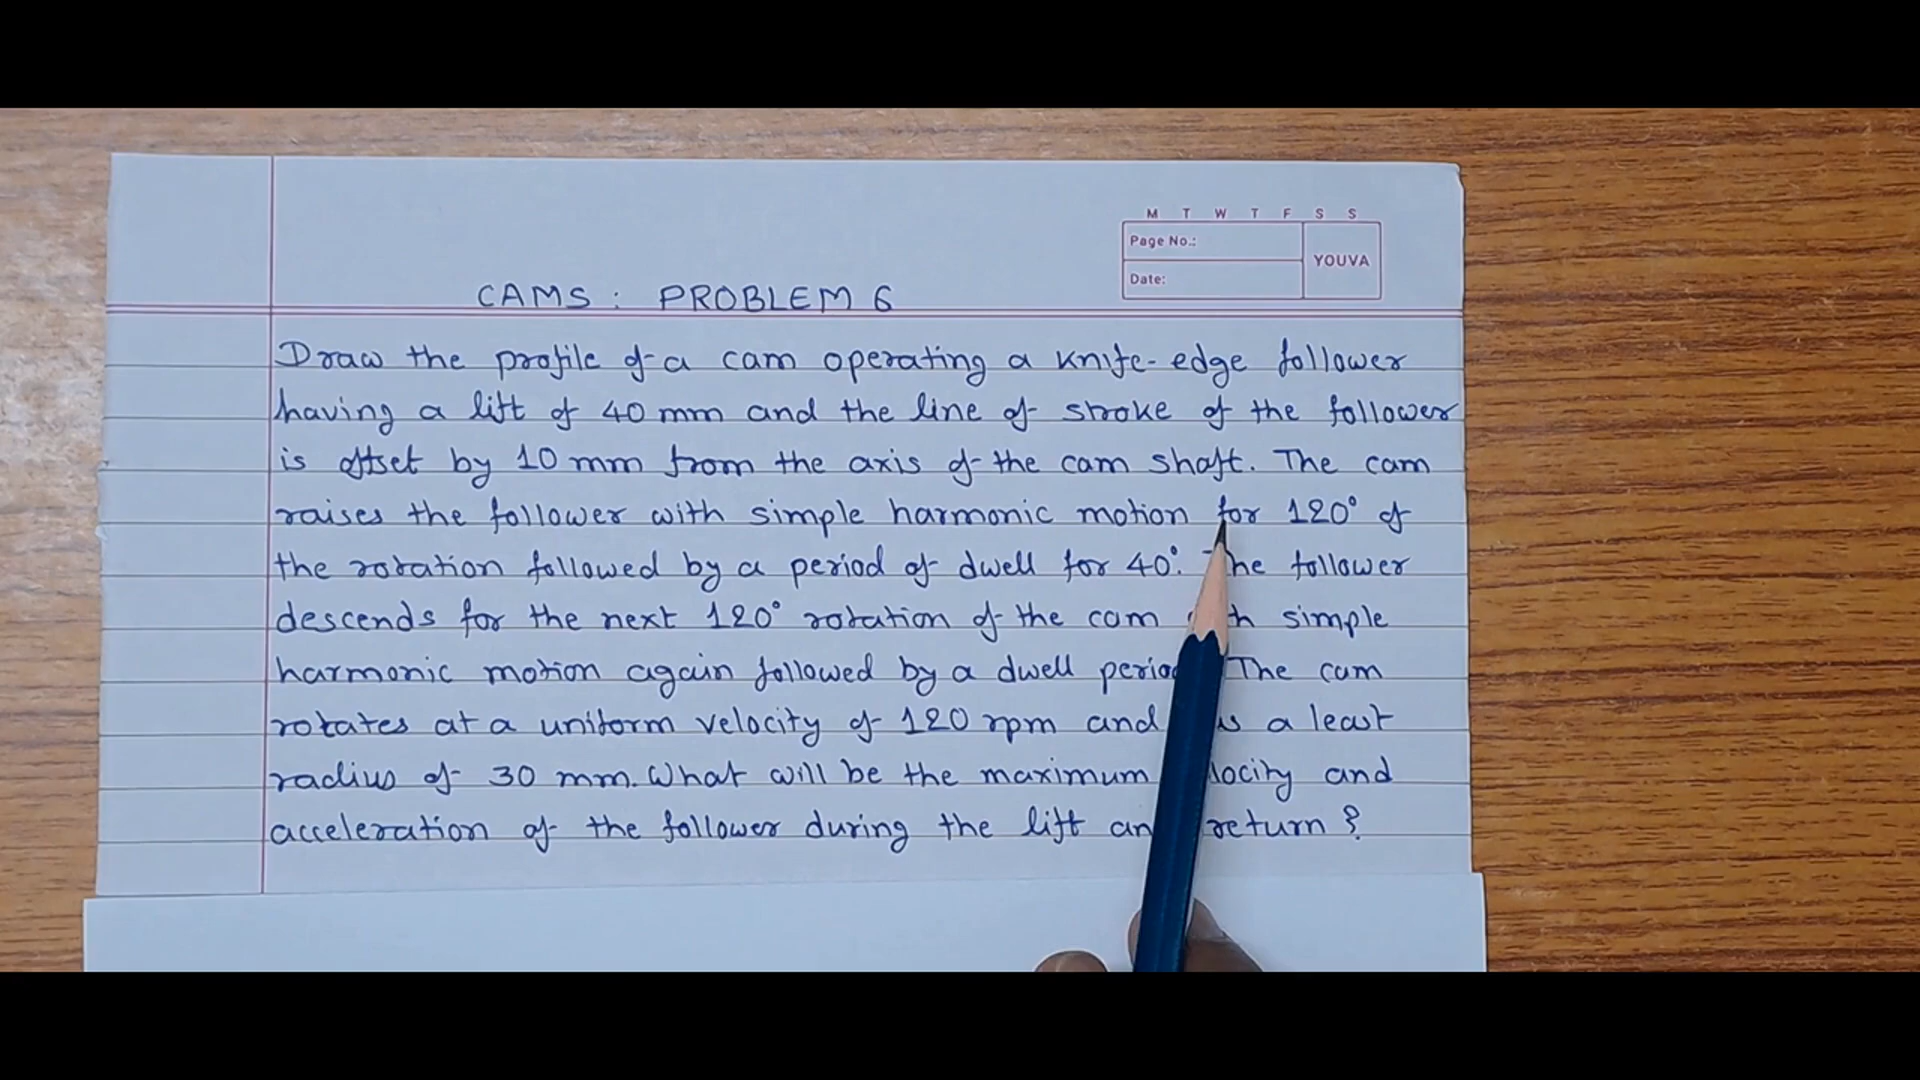 M T W T F S S
Page No.:
YOUVA
Date:
CAMS : PROBLEM 6
Draw the profile of a cam operating a knife-edge follower
having a lift of 40 mm and the line of stroke of the follower
is offset by 10 mm from the axis of the cam shaft. The cam
raises the follower with simple harmonic motion for 120° of
the rotation followed by a period of dwell for 40°. The follower
descends for the next 120° rotation of the cam simple
harmonic motion again followed by a dwell The cam
rotates at a uniform velocity of 120 rpm and a least
radius of 30 mm. What will be the maximum and
acceleration of the follower during the lift return ?